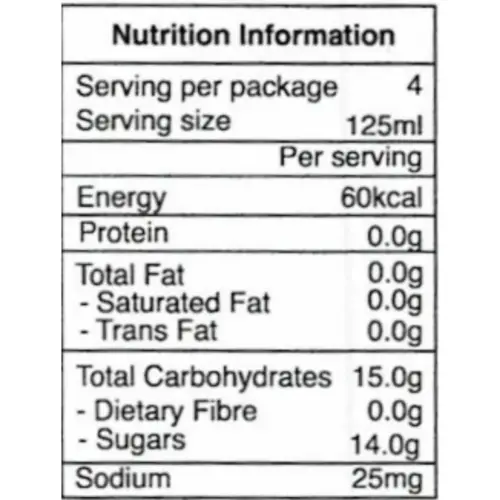 Nutrition Information
Serving per package 4
Serving size 125ml
Per serving
Energy 60kcal
Protein 0.0g
Total Fat 0.0g
- Saturated Fat 0.0g
- Trans Fat 0.0g
Total Carbohydrates 15.0g
- Dietary Fibre 0.0g
- Sugars 14.0g
Sodium 25mg